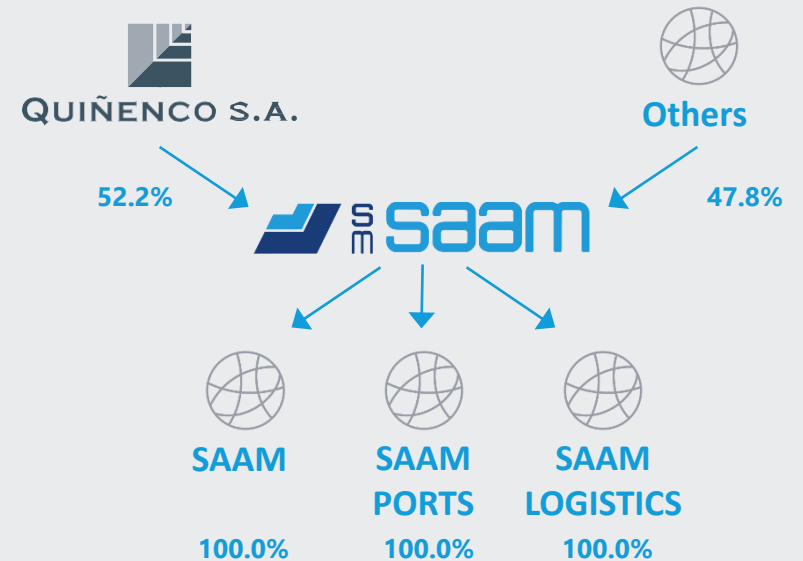 QUIÑENCO S.A.
Others
52.2%
47.8%
SM saam
SAAM
SAAM
PORTS
SAAM
LOGISTICS
100.0%
100.0%
100.0%